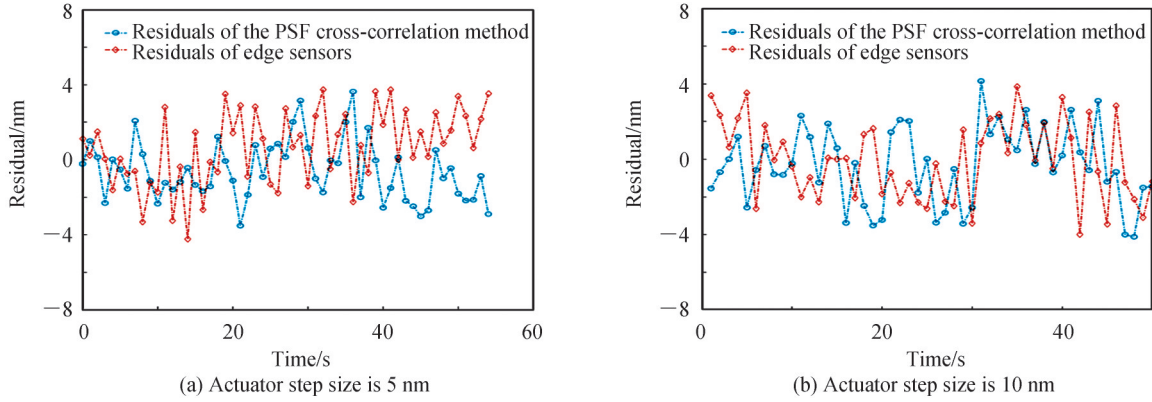 8
Residuals of the PSF cross-correlation method
Residuals of edge sensors
4
0
−4
−8
Residual/nm
0
20
40
60
Time/s
(a) Actuator step size is 5 nm
8
Residuals of the PSF cross-correlation method
Residuals of edge sensors
4
0
−4
−8
Residual/nm
0
20
40
Time/s
(b) Actuator step size is 10 nm